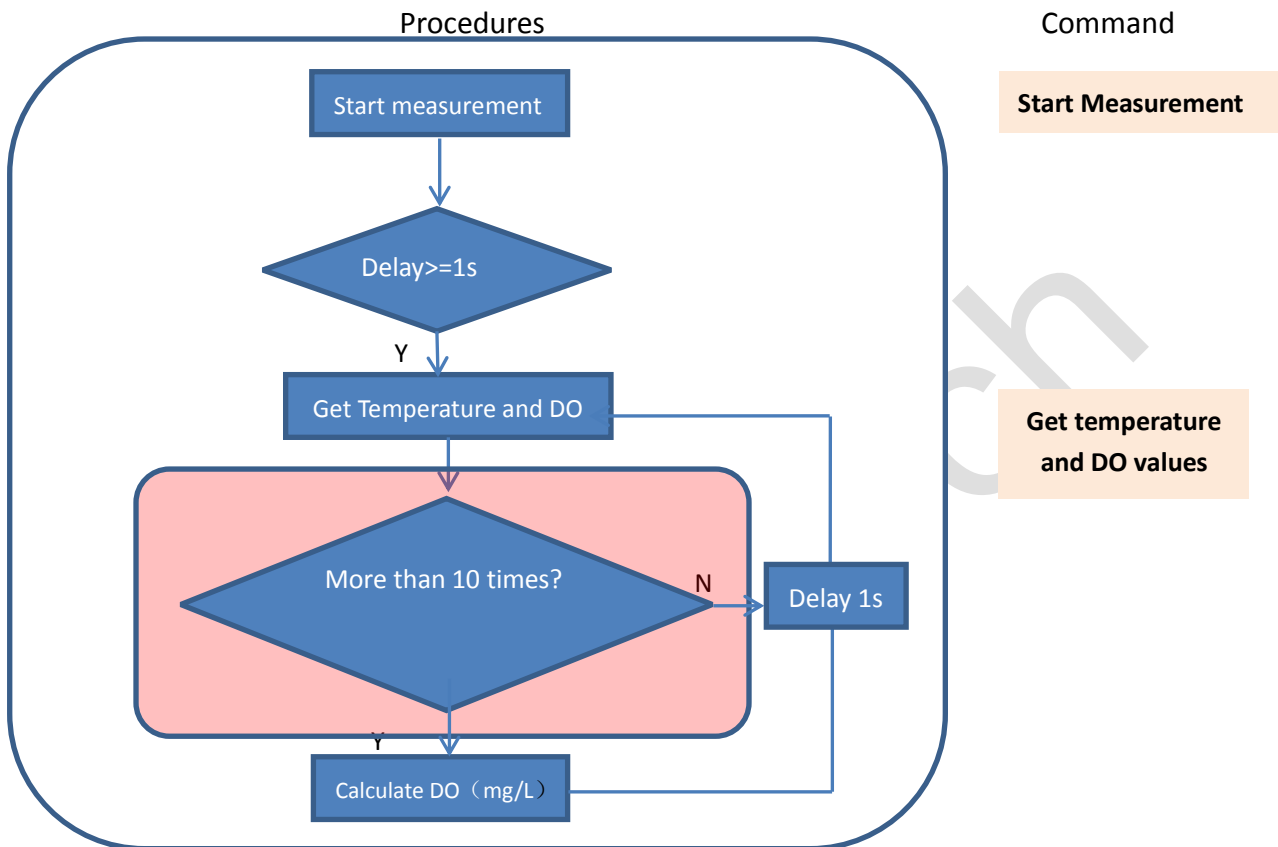 Procedures
Command
Start measurement
Start Measurement
Delay>=1s
Y
Get Temperature and DO
Get temperature
and DO values
More than 10 times?
N
Delay 1s
Y
Calculate DO（mg/L）
ch